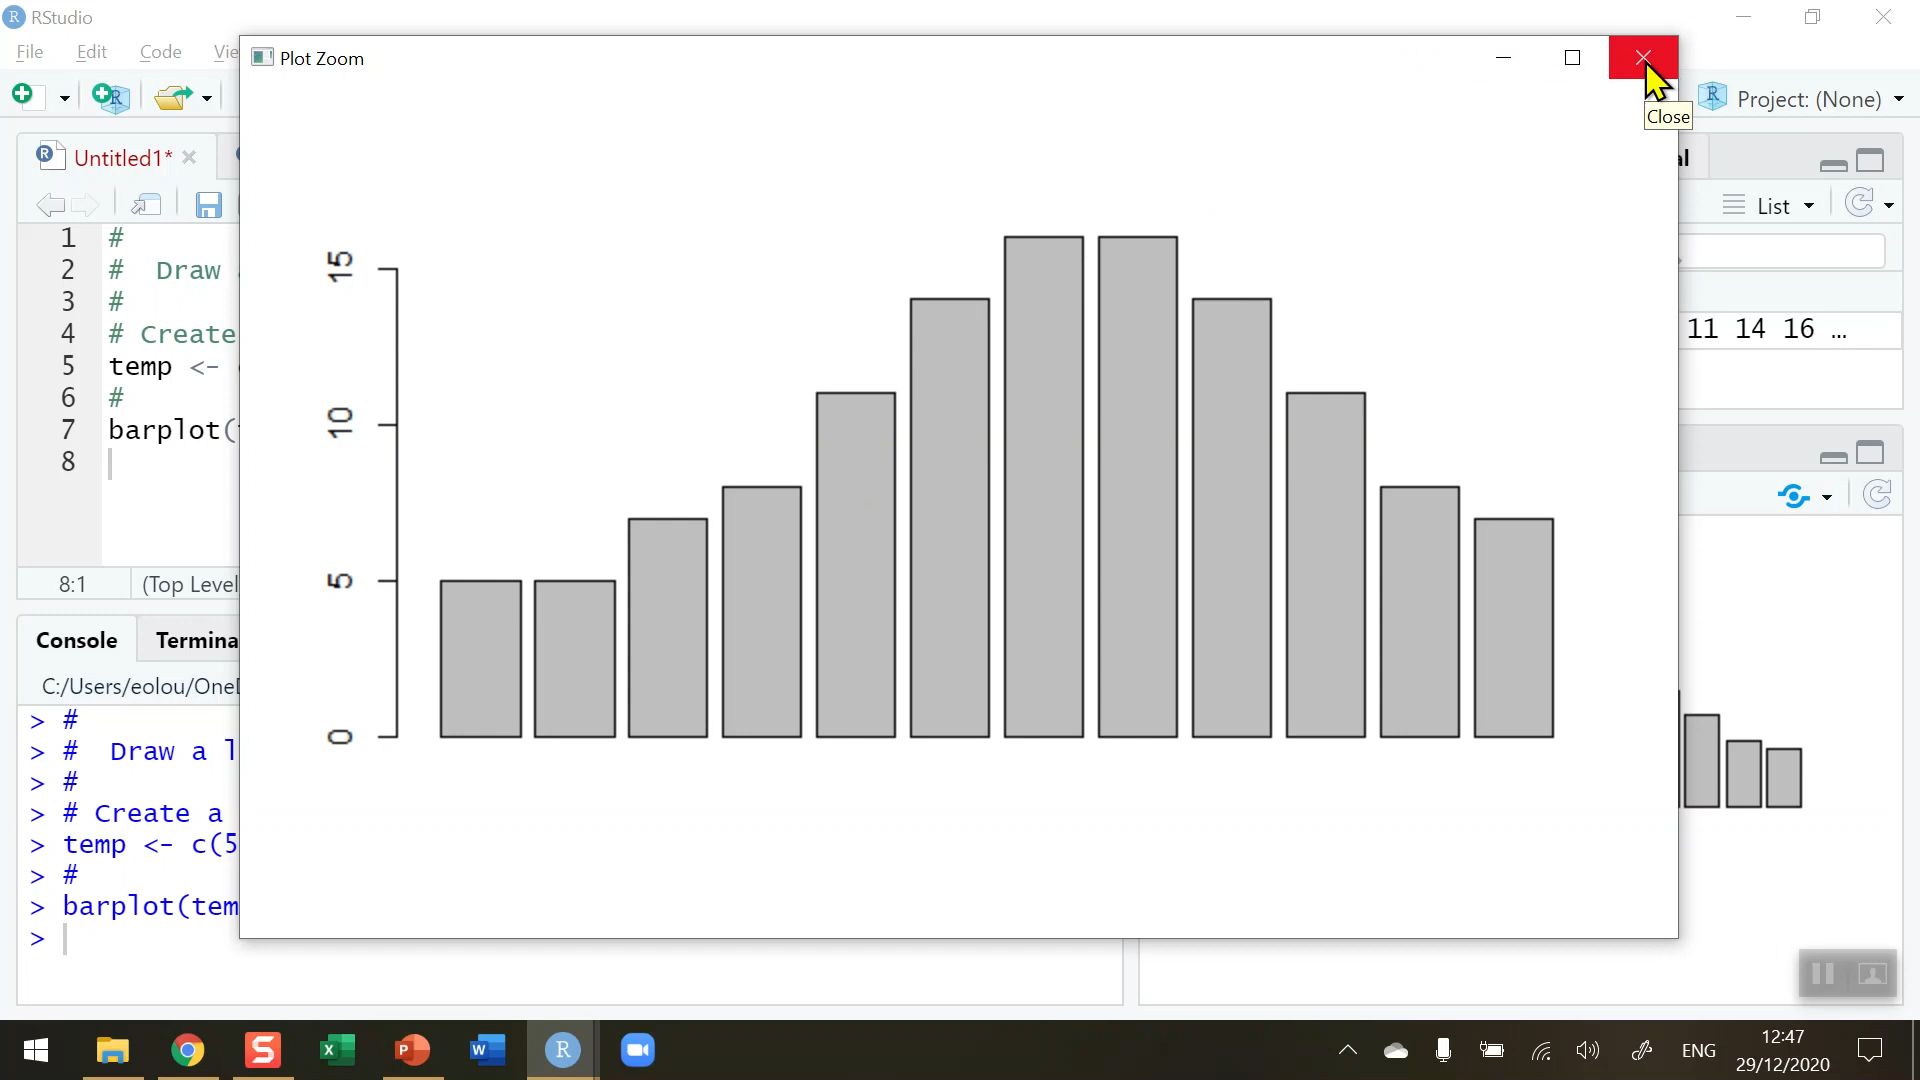 RStudio
File Edit Code Vie
Plot Zoom
Close
Project: (None)
Untitled1*
List
1 #
2 # Draw
3 #
4 # Create
5 temp <-
6 #
7 barplot(
8
11 14 16 ...
8:1 (Top Level
15
10
5
0
Console Termina
C:/Users/eolou/One
> #
> # Draw a l
> #
> # Create a
> temp <- c(5
> #
> barplot(tem
>
ENG
12:47
29/12/2020